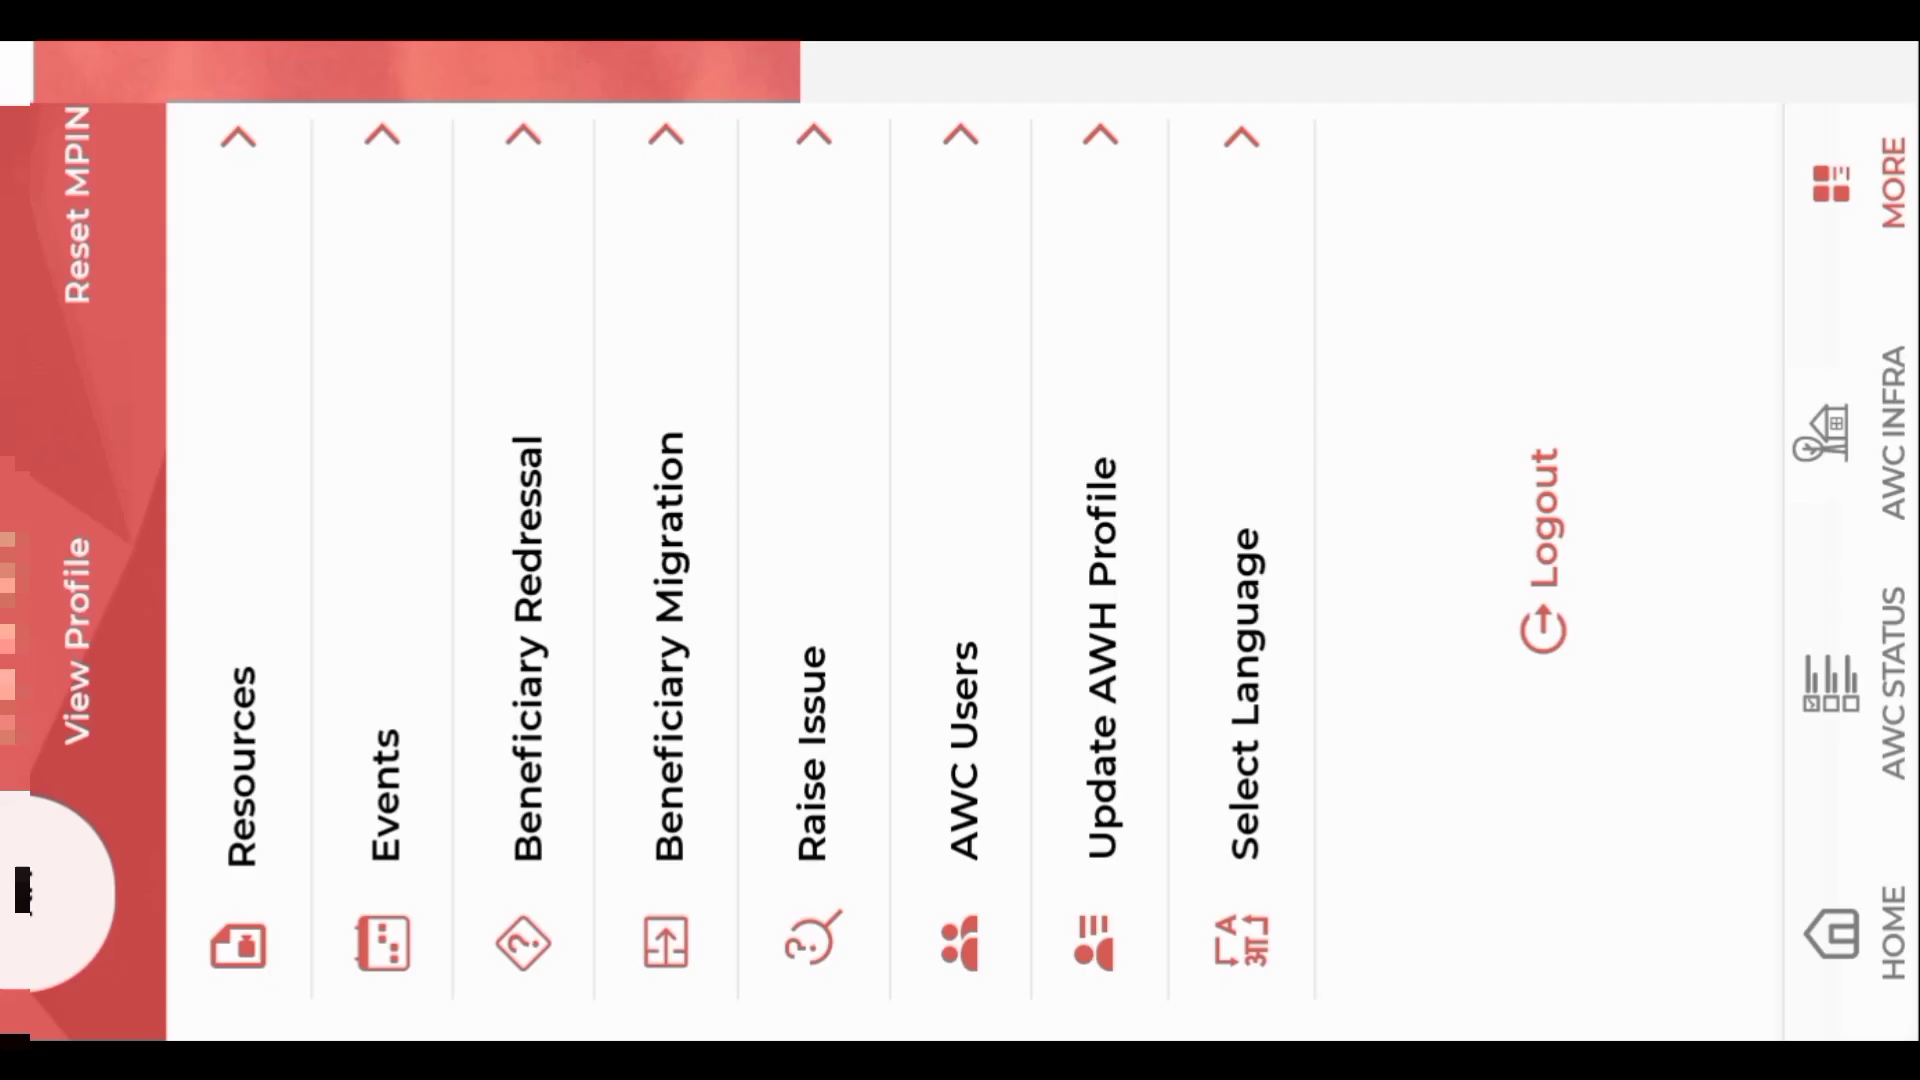 View Profile
Reset MPIN
Resources
Events
Beneficiary Redressal
Beneficiary Migration
Raise Issue
AWC Users
Update AWH Profile
Select Language
Logout
HOME
AWC STATUS
AWC INFRA
MORE